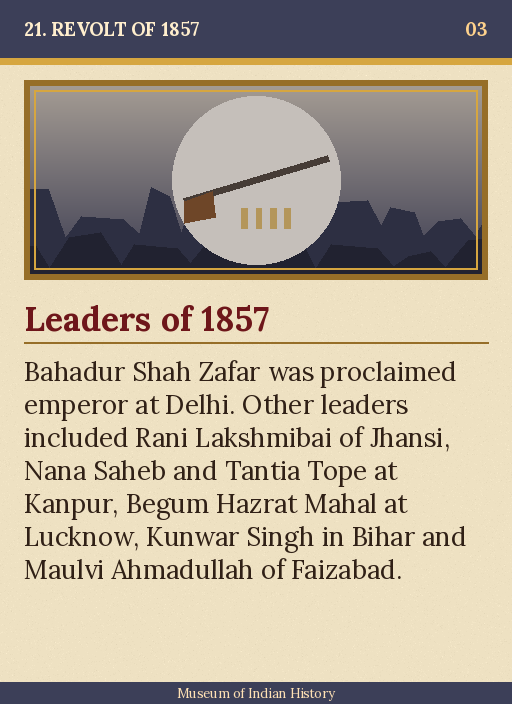 21. REVOLT OF 1857
03
Leaders of 1857
Bahadur Shah Zafar was proclaimed
emperor at Delhi. Other leaders
included Rani Lakshmibai of Jhansi,
Nana Saheb and Tantia Tope at
Kanpur, Begum Hazrat Mahal at
Lucknow, Kunwar Singh in Bihar and
Maulvi Ahmadullah of Faizabad.
Museum of Indian History